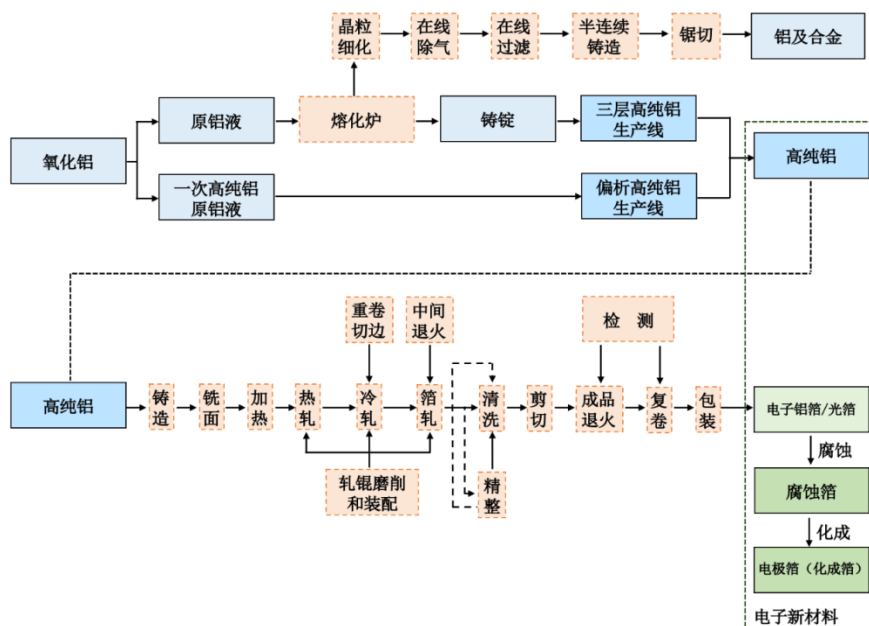 晶粒
细化
在线
除气
在线
过滤
半连续
铸造
锯切
铝及合金
氧化铝
原铝液
熔化炉
铸锭
三层高纯铝
生产线
高纯铝
一次高纯铝
原铝液
偏析高纯铝
生产线
重卷
切边
中间
退火
检 测
高纯铝
铸
造
铣
面
加
热
热
轧
冷
轧
箔
轧
清
洗
剪
切
成品
退火
复
卷
包
装
电子铝箔/光箔
腐蚀
轧辊磨削
和装配
精
整
腐蚀箔
化成
电极箔（化成箔）
电子新材料